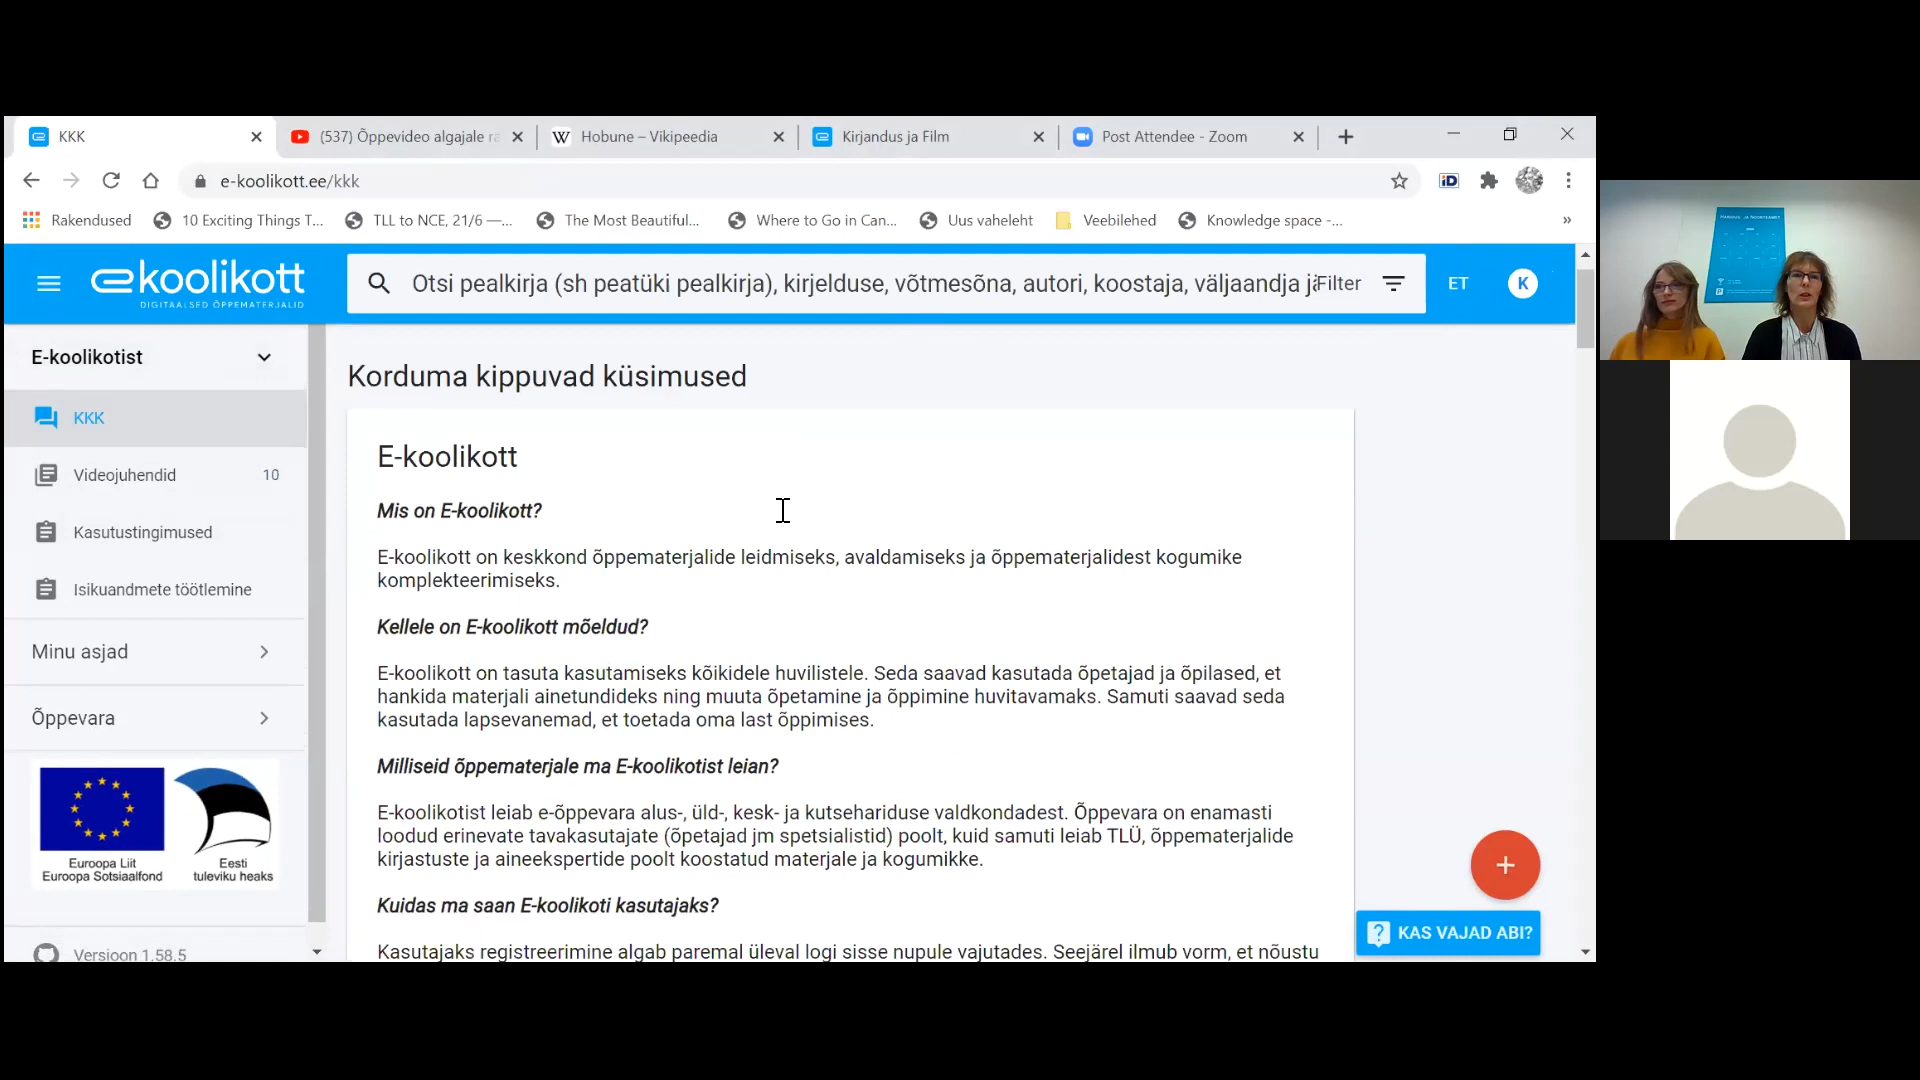 KKK
(537) Õppevideo algajale ra
Hobune – Vikipeedia
Kirjandus ja Film
Post Attendee - Zoom
e-koolikott.ee/kkk
iD
Rakendused
10 Exciting Things T...
TLL to NCE, 21/6 —...
The Most Beautiful...
Where to Go in Can...
Uus vaheleht
Veebilehed
Knowledge space -...
koolikott
DIGITAALSED ÕPPEMATERJALID
Otsi pealkirja (sh peatüki pealkirja), kirjelduse, võtmesõna, autori, koostaja, väljaandja jä
Filter
ET
K
E-koolikotist
KKK
Videojuhendid 10
Kasutustingimused
Isikuandmete töötlemine
Minu asjad
Õppevara
Euroopa Liit
Euroopa Sotsiaalfond
Eesti
tuleviku heaks
Versioon 1.58.5
Korduma kippuvad küsimused
E-koolikott
Mis on E-koolikott?
E-koolikott on keskkond õppematerjalide leidmiseks, avaldamiseks ja õppematerjalidest kogumike
komplekteerimiseks.
Kellele on E-koolikott mõeldud?
E-koolikott on tasuta kasutamiseks kõikidele huvilistele. Seda saavad kasutada õpetajad ja õpilased, et
hankida materjali ainetundideks ning muuta õpetamine ja õppimine huvitavamaks. Samuti saavad seda
kasutada lapsevanemad, et toetada oma last õppimises.
Milliseid õppematerjale ma E-koolikotist leian?
E-koolikotist leiab e-õppevara alus-, üld-, kesk- ja kutsehariduse valdkondadest. Õppevara on enamasti
loodud erinevate tavakasutajate (õpetajad jm spetsialistid) poolt, kuid samuti leiab TLÜ, õppematerjalide
kirjastuste ja aineekspertide poolt koostatud materjale ja kogumikke.
Kuidas ma saan E-koolikoti kasutajaks?
Kasutajaks registreerimine algab paremal üleval logi sisse nupule vajutades. Seejärel ilmub vorm, et nõustu
KAS VAJAD ABI?